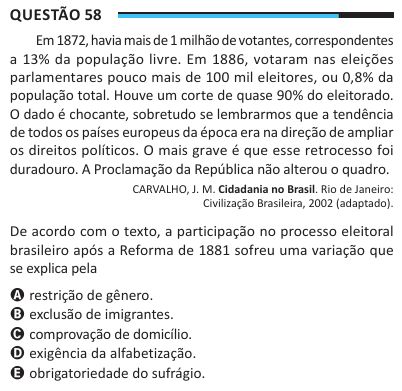 QUESTÃO 58
Em 1872, havia mais de 1 milhão de votantes, correspondentes
a 13% da população livre. Em 1886, votaram nas eleições
parlamentares pouco mais de 100 mil eleitores, ou 0,8% da
população total. Houve um corte de quase 90% do eleitorado.
O dado é chocante, sobretudo se lembrarmos que a tendência
de todos os países europeus da época era na direção de ampliar
os direitos políticos. O mais grave é que esse retrocesso foi
duradouro. A Proclamação da República não alterou o quadro.
CARVALHO, J. M. Cidadania no Brasil. Rio de Janeiro:
Civilização Brasileira, 2002 (adaptado).
De acordo com o texto, a participação no processo eleitoral
brasileiro após a Reforma de 1881 sofreu uma variação que
se explica pela
A restrição de gênero.
B exclusão de imigrantes.
C comprovação de domicílio.
D exigência da alfabetização.
E obrigatoriedade do sufrágio.